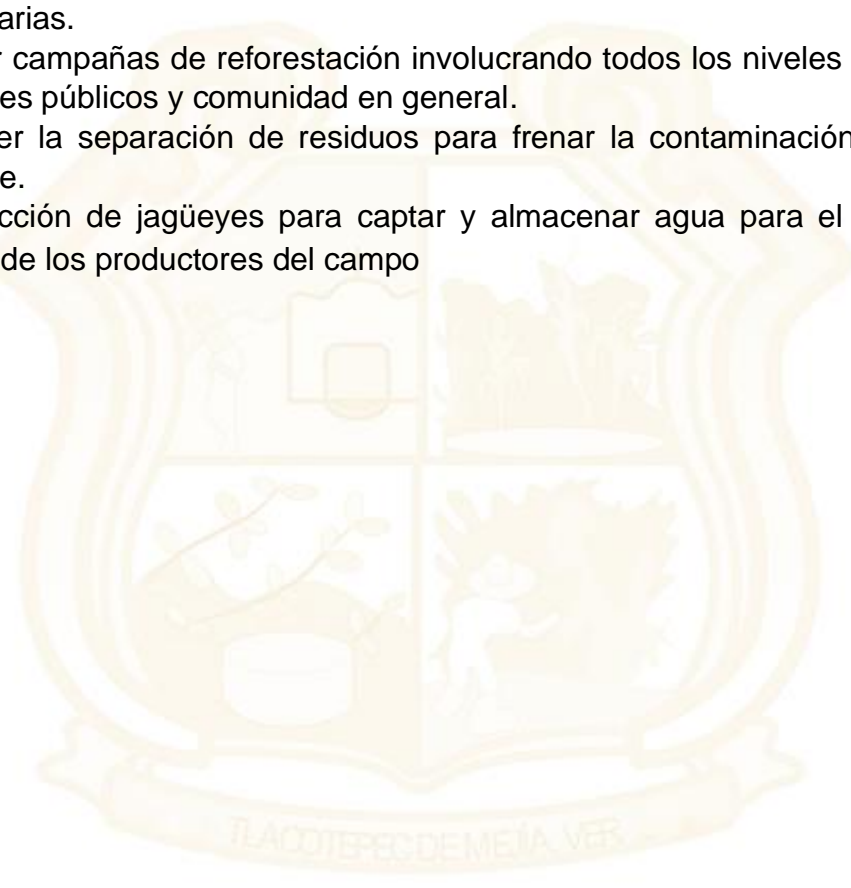 arias.
r campañas de reforestación involucrando todos los niveles
es públicos y comunidad en general.
er la separación de residuos para frenar la contaminación
e.
cción de jagüeyes para captar y almacenar agua para el
de los productores del campo
TLACOTEPEC DE MEJÍA, VER.